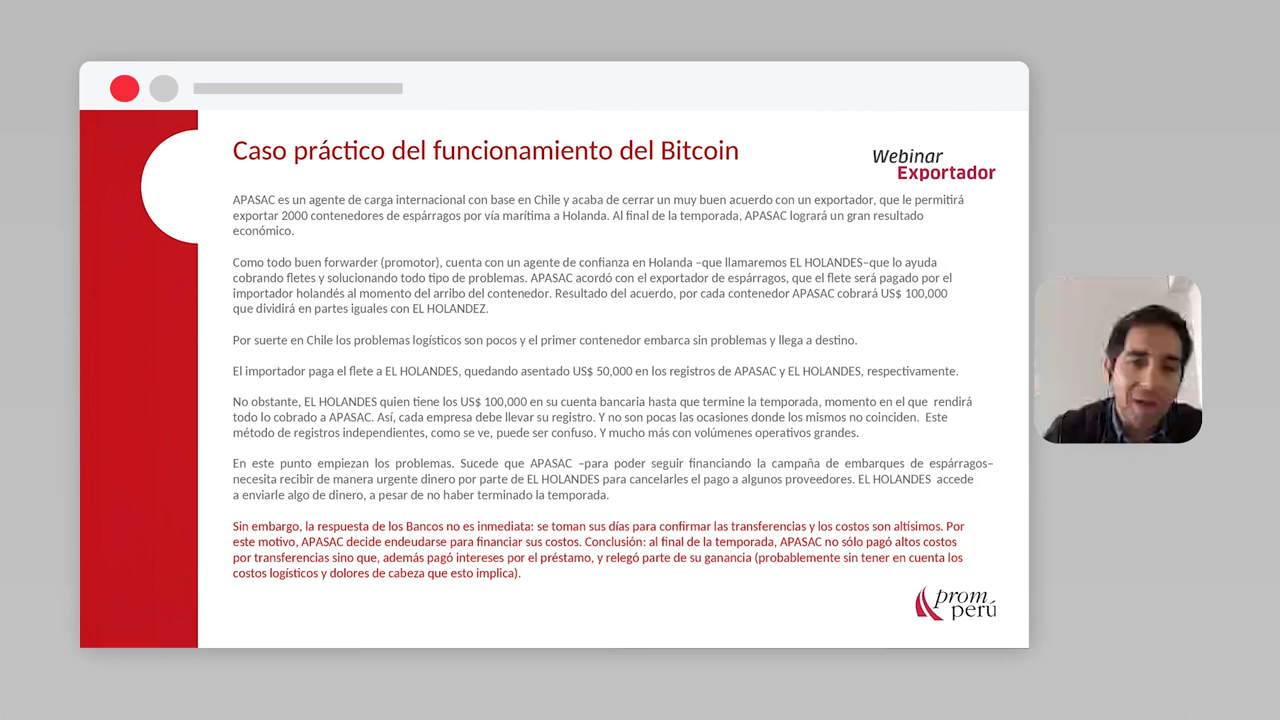 Caso práctico del funcionamiento del Bitcoin
Webinar
Exportador
APASAC es un agente de carga internacional con base en Chile y acaba de cerrar un muy buen acuerdo con un exportador, que le permitirá
exportar 2000 contenedores de espárragos por vía marítima a Holanda. Al final de la temporada, APASAC logrará un gran resultado
económico.
Como todo buen forwarder (promotor), cuenta con un agente de confianza en Holanda –que llamaremos EL HOLANDES–que lo ayuda
cobrando fletes y solucionando todo tipo de problemas. APASAC acordó con el exportador de espárragos, que el flete será pagado por el
importador holandés al momento del arribo del contenedor. Resultado del acuerdo, por cada contenedor APASAC cobrará US$ 100,000
que dividirá en partes iguales con EL HOLANDEZ.
Por suerte en Chile los problemas logísticos son pocos y el primer contenedor embarca sin problemas y llega a destino.
El importador paga el flete a EL HOLANDES, quedando asentado US$ 50,000 en los registros de APASAC y EL HOLANDES, respectivamente.
No obstante, EL HOLANDES quien tiene los US$ 100,000 en su cuenta bancaria hasta que termine la temporada, momento en el que rendirá
todo lo cobrado a APASAC. Así, cada empresa debe llevar su registro. Y no son pocas las ocasiones donde los mismos no coinciden. Este
método de registros independientes, como se ve, puede ser confuso. Y mucho más con volúmenes operativos grandes.
En este punto empiezan los problemas. Sucede que APASAC –para poder seguir financiando la campaña de embarques de espárragos–
necesita recibir de manera urgente dinero por parte de EL HOLANDES para cancelarles el pago a algunos proveedores. EL HOLANDES accede
a enviarle algo de dinero, a pesar de no haber terminado la temporada.
Sin embargo, la respuesta de los Bancos no es inmediata: se toman sus días para confirmar las transferencias y los costos son altísimos. Por
este motivo, APASAC decide endeudarse para financiar sus costos. Conclusión: al final de la temporada, APASAC no sólo pagó altos costos
por transferencias sino que, además pagó intereses por el préstamo, y relegó parte de su ganancia (probablemente sin tener en cuenta los
costos logísticos y dolores de cabeza que esto implica).
prom
perú